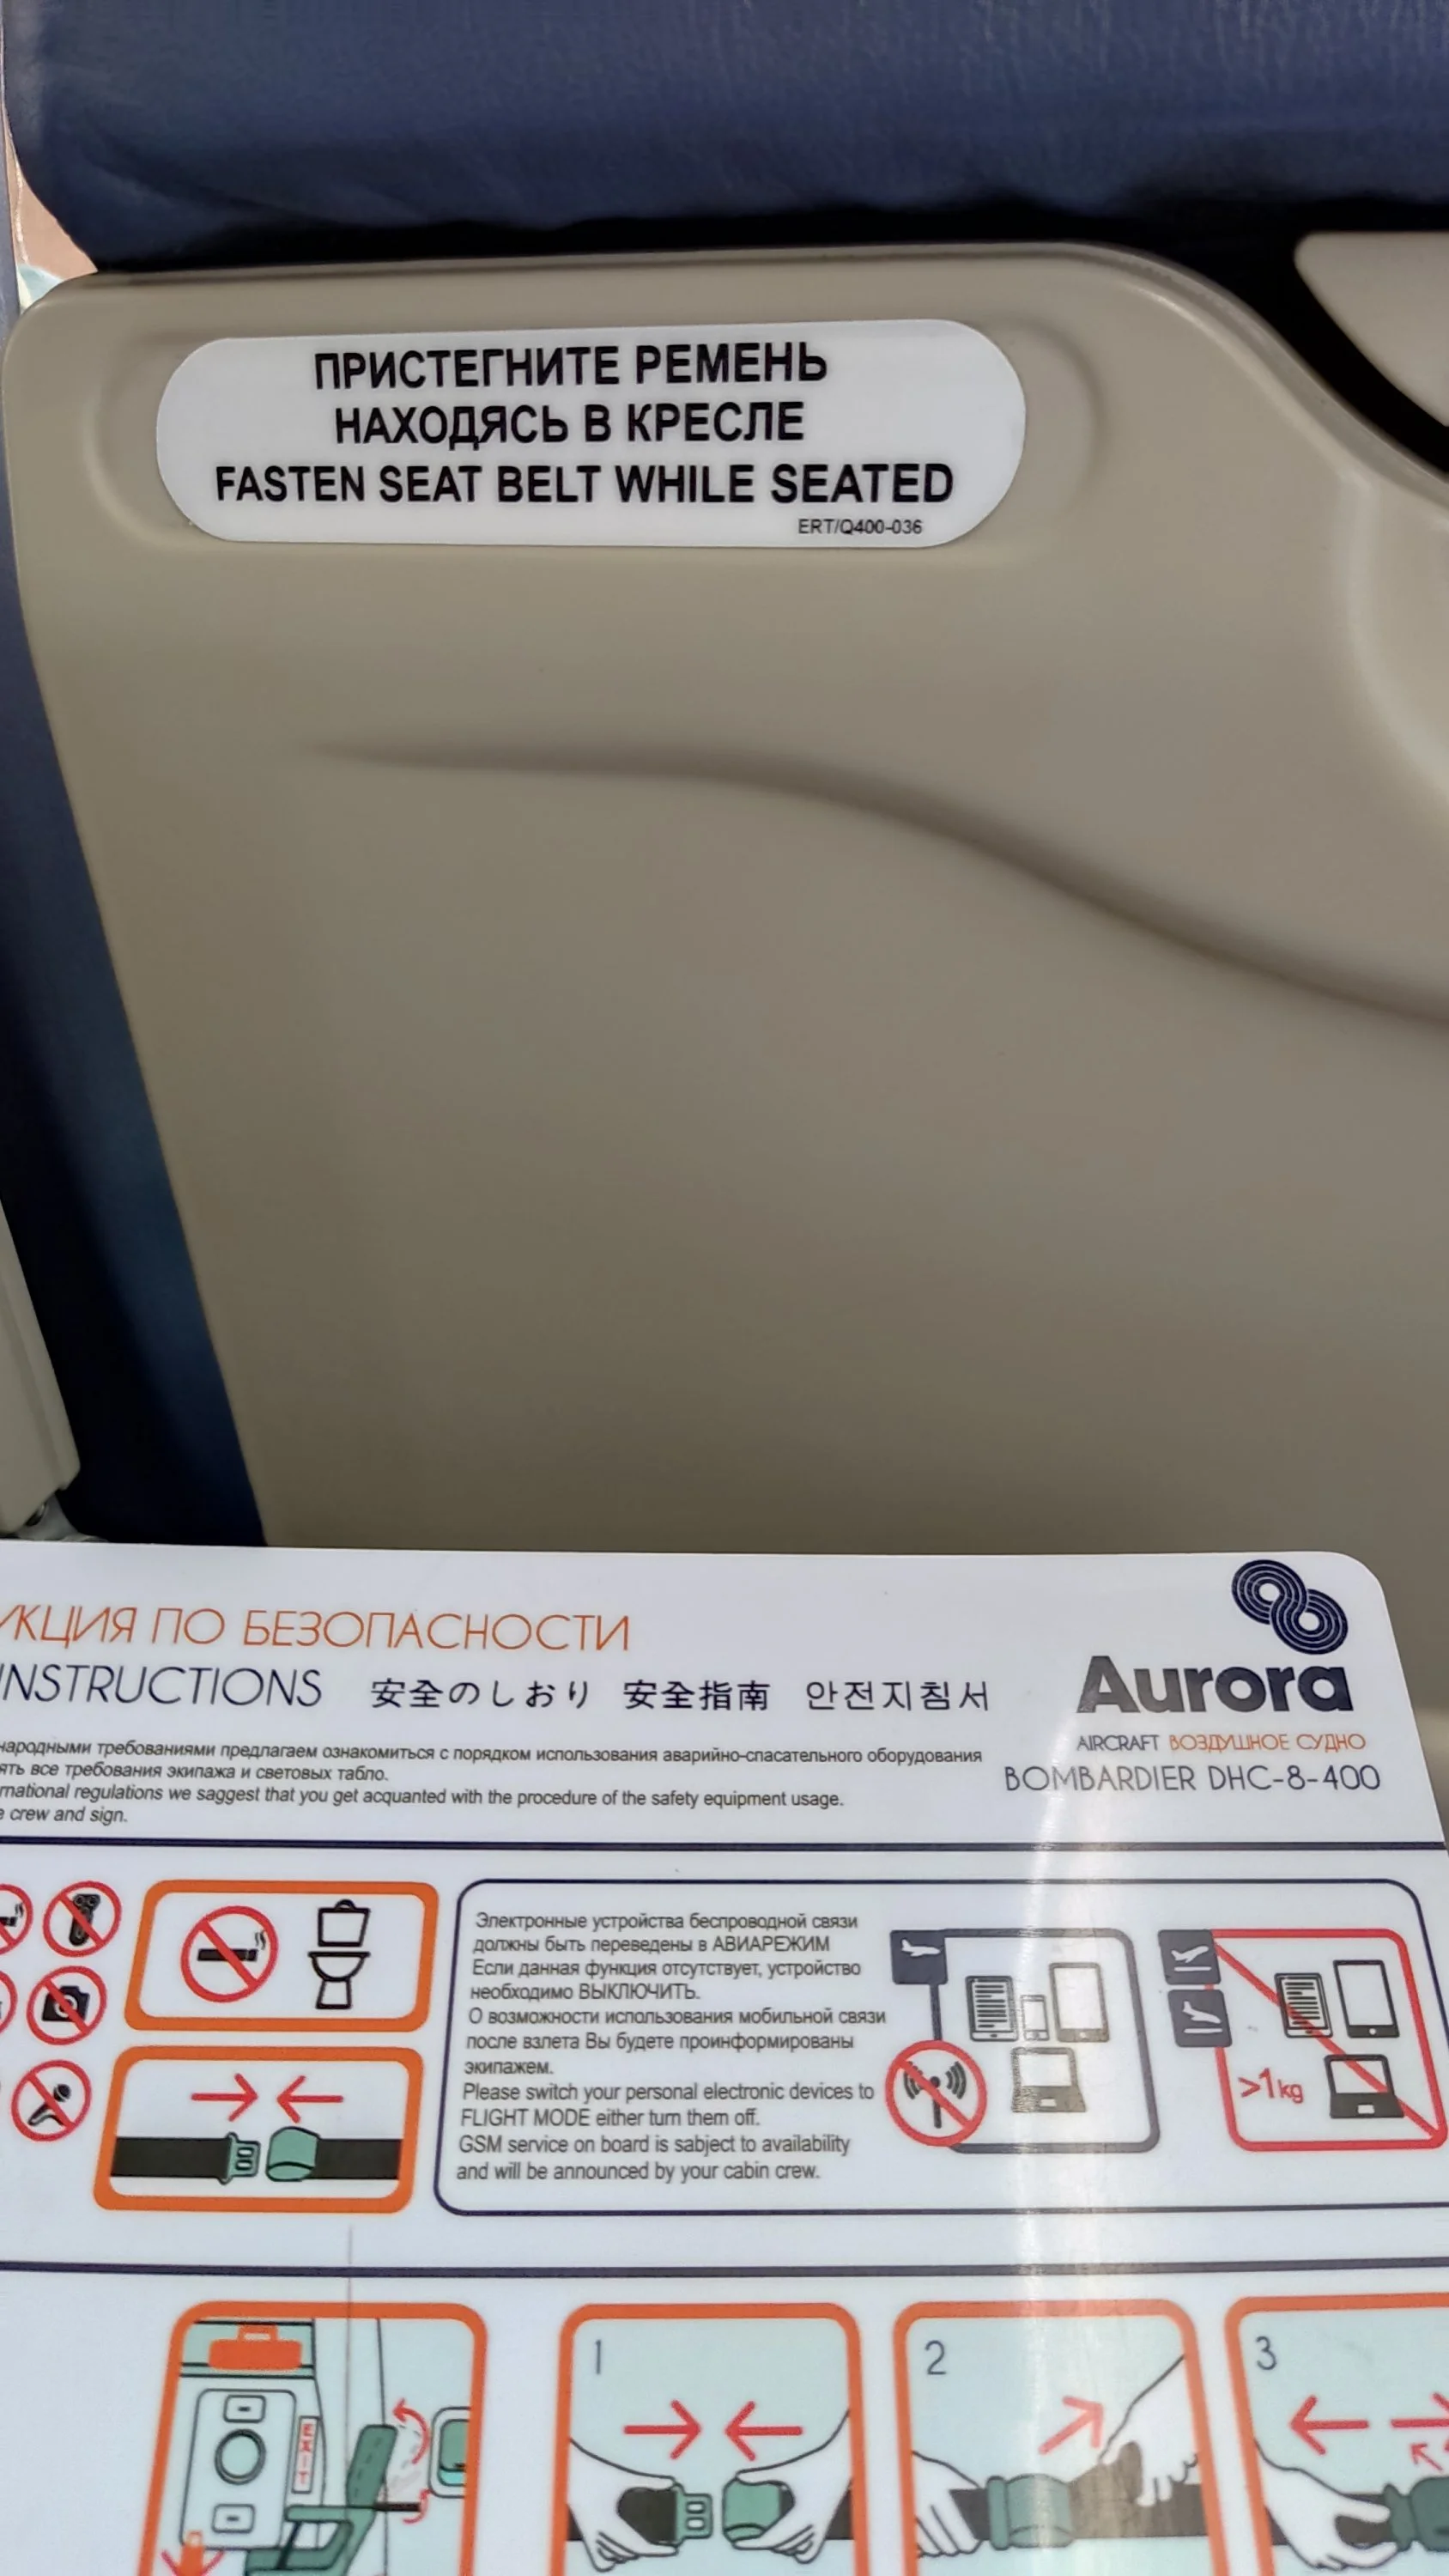 ПРИСТЕГНИТЕ РЕМЕНЬ
НАХОДЯСЬ В КРЕСЛЕ
FASTEN SEAT BELT WHILE SEATED
ERT/Q400-036
УКЦИЯ ПО БЕЗОПАСНОСТИ
INSTRUCTIONS 安全のしおり 安全指南 안전지침서
Aurora
AIRCRAFT ВОЗДУШНОЕ СУДНО
BOMBARDIER DHC-8-400
народными требованиями предлагаем ознакомиться с порядком использования аварийно-спасательного оборудования
ять все требования экипажа и световых табло.
rnational regulations we saggest that you get acquanted with the procedure of the safety equipment usage.
e crew and sign.
Электронные устройства беспроводной связи
должны быть переведены в АВИАРЕЖИМ
Если данная функция отсутствует, устройство
необходимо ВЫКЛЮЧИТЬ.
О возможности использования мобильной связи
после взлета Вы будете проинформированы
экипажем.
Please switch your personal electronic devices to
FLIGHT MODE either turn them off.
GSM service on board is sabject to availability
and will be announced by your cabin crew.
>1kg
EXIT
1
2
3